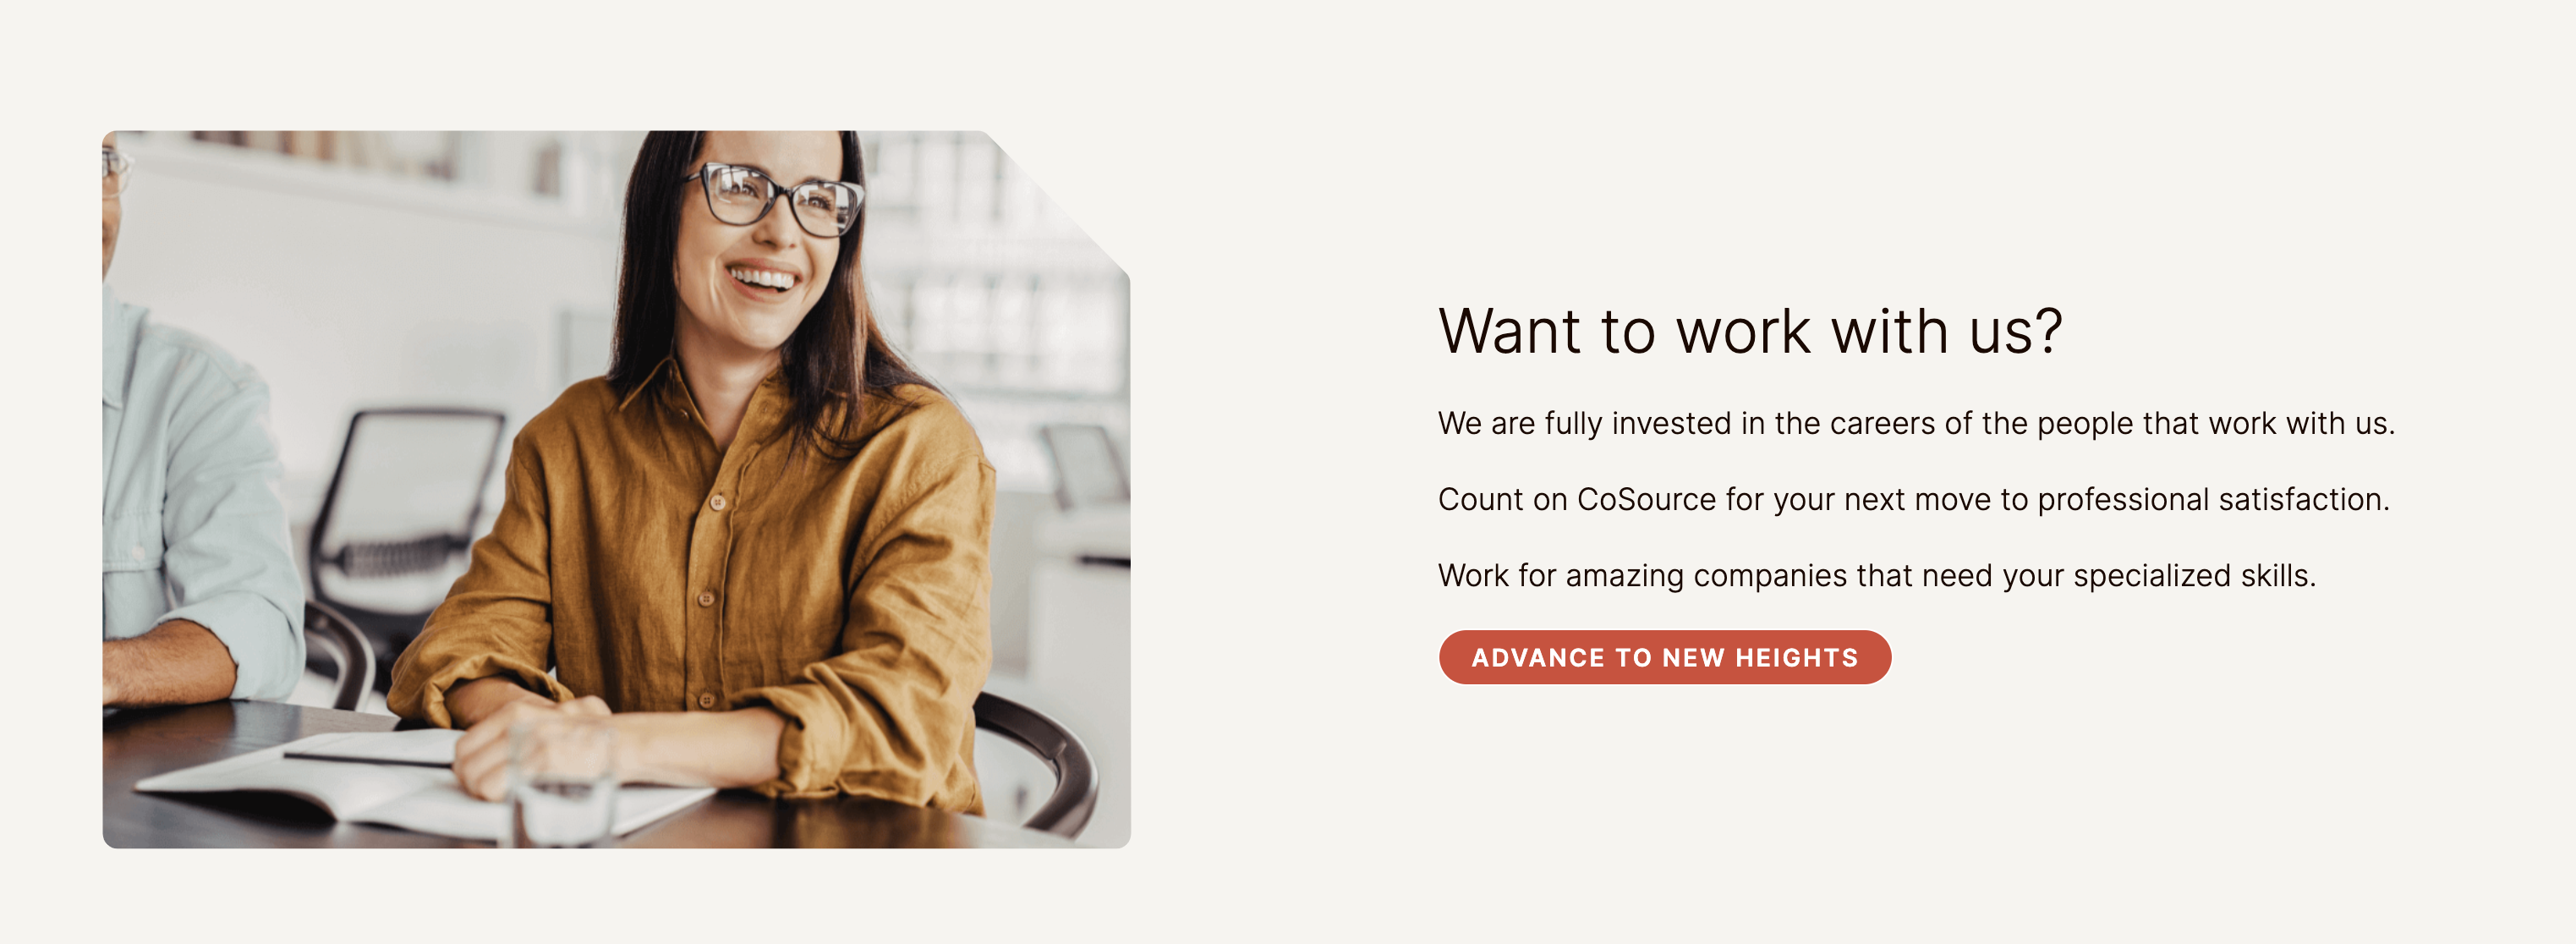 Want to work with us?
We are fully invested in the careers of the people that work with us.
Count on CoSource for your next move to professional satisfaction.
Work for amazing companies that need your specialized skills.
ADVANCE TO NEW HEIGHTS